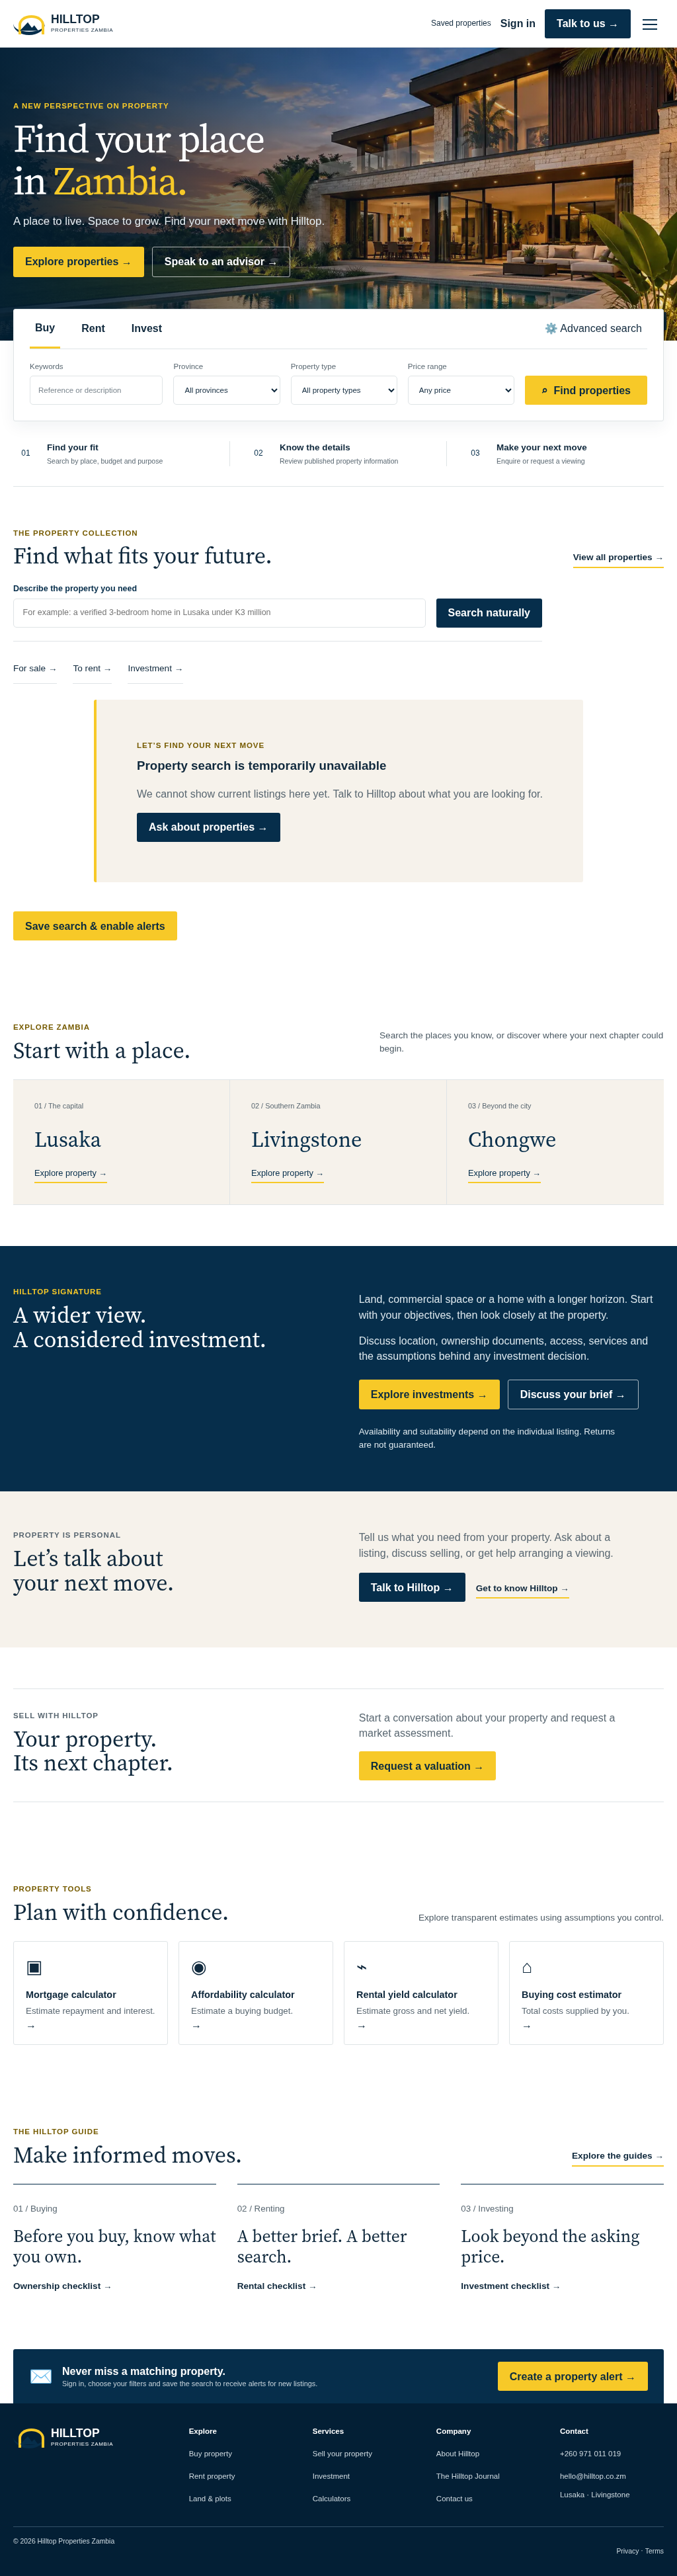 HILLTOP
PROPERTIES ZAMBIA
Saved properties
Sign in
Talk to us →
A NEW PERSPECTIVE ON PROPERTY
Find your place
in Zambia.
A place to live. Space to grow. Find your next move with Hilltop.
Explore properties →
Speak to an advisor →
Buy
Rent
Invest
⚙️ Advanced search
Keywords
Province
Property type
Price range
Reference or description
All provinces
All property types
Any price
⌕ Find properties
01
Find your fit
Search by place, budget and purpose
02
Know the details
Review published property information
03
Make your next move
Enquire or request a viewing
THE PROPERTY COLLECTION
Find what fits your future.
View all properties →
Describe the property you need
For example: a verified 3-bedroom home in Lusaka under K3 million
Search naturally
For sale →
To rent →
Investment →
LET'S FIND YOUR NEXT MOVE
Property search is temporarily unavailable
We cannot show current listings here yet. Talk to Hilltop about what you are looking for.
Ask about properties →
Save search & enable alerts
EXPLORE ZAMBIA
Start with a place.
Search the places you know, or discover where your next chapter could
begin.
01 / The capital
Lusaka
Explore property →
02 / Southern Zambia
Livingstone
Explore property →
03 / Beyond the city
Chongwe
Explore property →
HILLTOP SIGNATURE
A wider view.
A considered investment.
Land, commercial space or a home with a longer horizon. Start
with your objectives, then look closely at the property.
Discuss location, ownership documents, access, services and
the assumptions behind any investment decision.
Explore investments →
Discuss your brief →
Availability and suitability depend on the individual listing. Returns
are not guaranteed.
PROPERTY IS PERSONAL
Let’s talk about
your next move.
Tell us what you need from your property. Ask about a
listing, discuss selling, or get help arranging a viewing.
Talk to Hilltop →
Get to know Hilltop →
SELL WITH HILLTOP
Your property.
Its next chapter.
Start a conversation about your property and request a
market assessment.
Request a valuation →
PROPERTY TOOLS
Plan with confidence.
Explore transparent estimates using assumptions you control.
Mortgage calculator
Estimate repayment and interest.
→
Affordability calculator
Estimate a buying budget.
→
Rental yield calculator
Estimate gross and net yield.
→
Buying cost estimator
Total costs supplied by you.
→
THE HILLTOP GUIDE
Make informed moves.
Explore the guides →
01 / Buying
Before you buy, know what
you own.
Ownership checklist →
02 / Renting
A better brief. A better
search.
Rental checklist →
03 / Investing
Look beyond the asking
price.
Investment checklist →
Never miss a matching property.
Sign in, choose your filters and save the search to receive alerts for new listings.
Create a property alert →
HILLTOP
PROPERTIES ZAMBIA
Explore
Buy property
Rent property
Land & plots
Services
Sell your property
Investment
Calculators
Company
About Hilltop
The Hilltop Journal
Contact us
Contact
+260 971 011 019
hello@hilltop.co.zm
Lusaka · Livingstone
© 2026 Hilltop Properties Zambia
Privacy · Terms